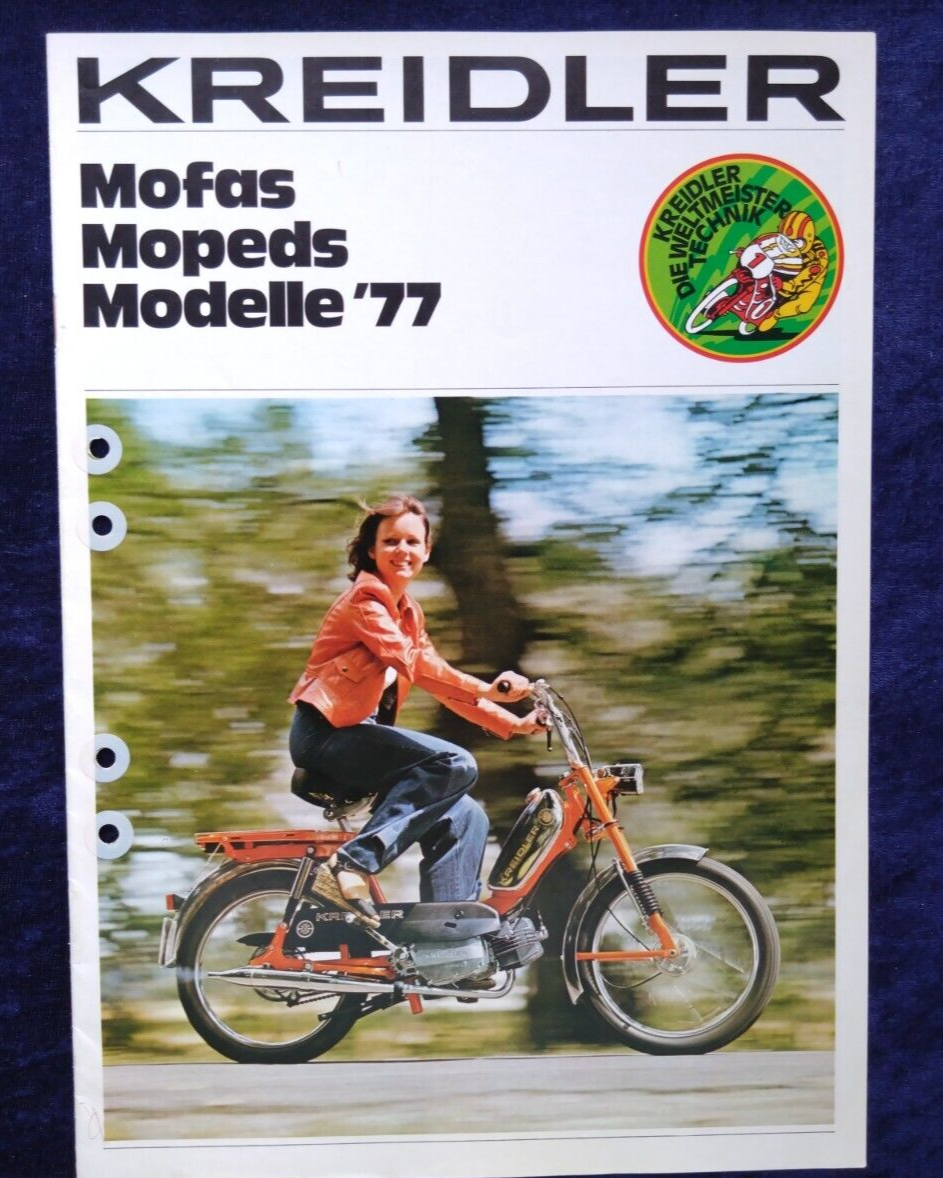 KREIDLER
Mofas
Mopeds
Modelle '77
KREIDLER
DIE WELTMEISTER
TECHNIK
1
KREIDLER
KREIDLER